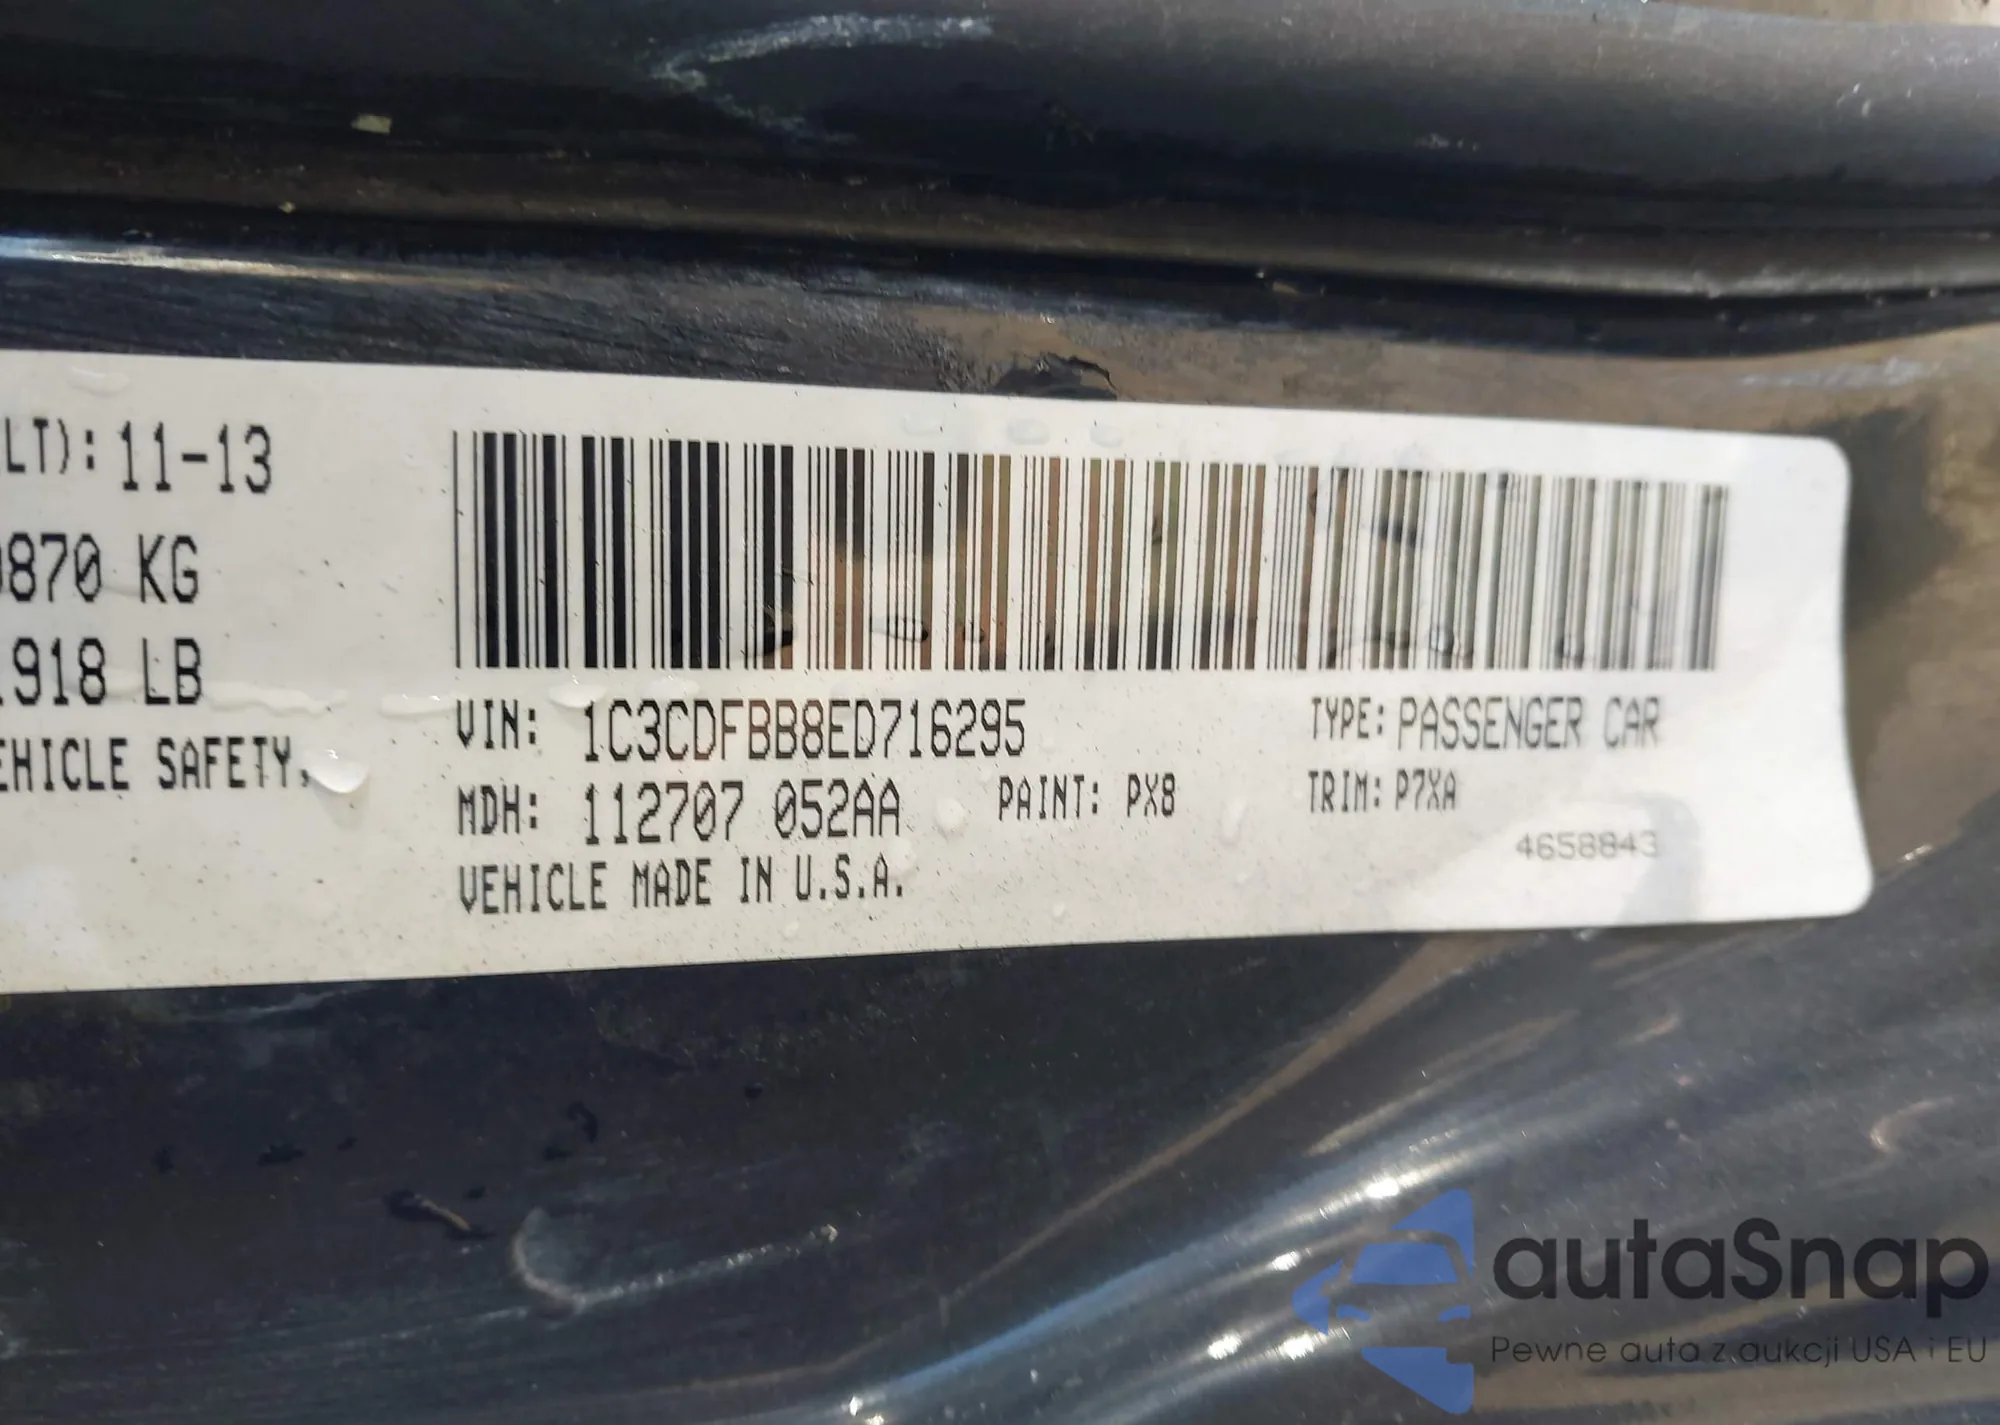 LT): 11-13
870 KG
918 LB
EHICLE SAFETY,
VIN: 1C3CDFBB8ED716295 TYPE: PASSENGER CAR
MDH: 112707 052AA PAINT: PX8 TRIM: P7XA
VEHICLE MADE IN U.S.A.
4658843
autaSnap
Pewne auta z aukcji USA i EU